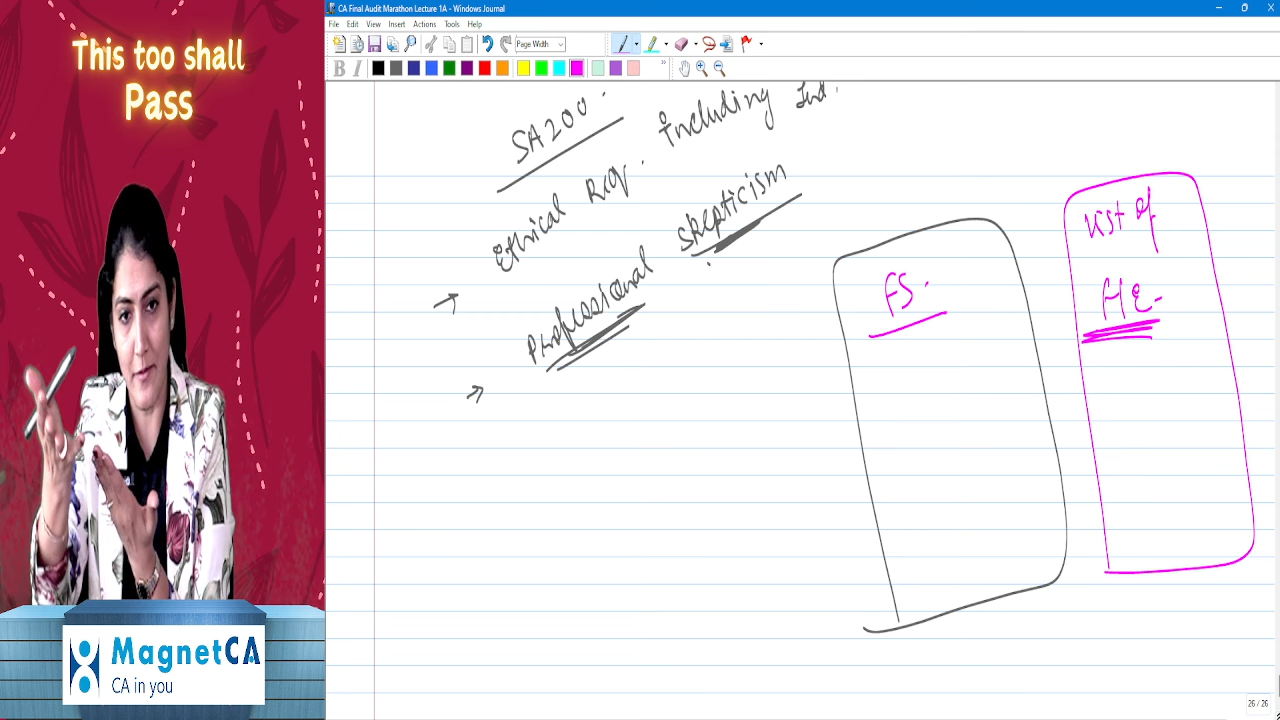 This too shall
Pass
CA Final Audit Marathon Lecture 1A - Windows Journal
File Edit View Insert Actions Tools Help
Page Width
B I
SA200.
Ethical Req. Including Ind.
→ Professional Skepticism
→
FS.
List of
MagnetCA
CA in you
26 / 26